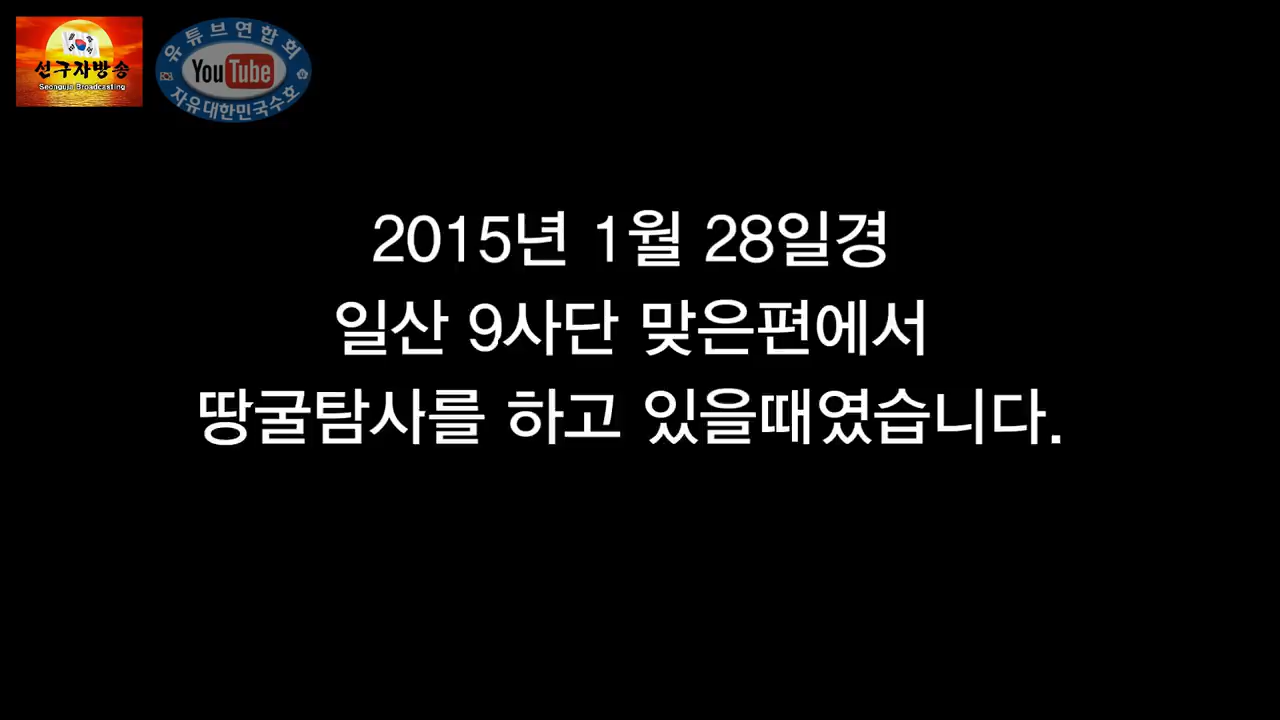 선구자방송
Seonguja Broadcasting
유튜브연합회
YouTube
자유대한민국수호
2015년 1월 28일경
일산 9사단 맞은편에서
땅굴탐사를 하고 있을때였습니다.